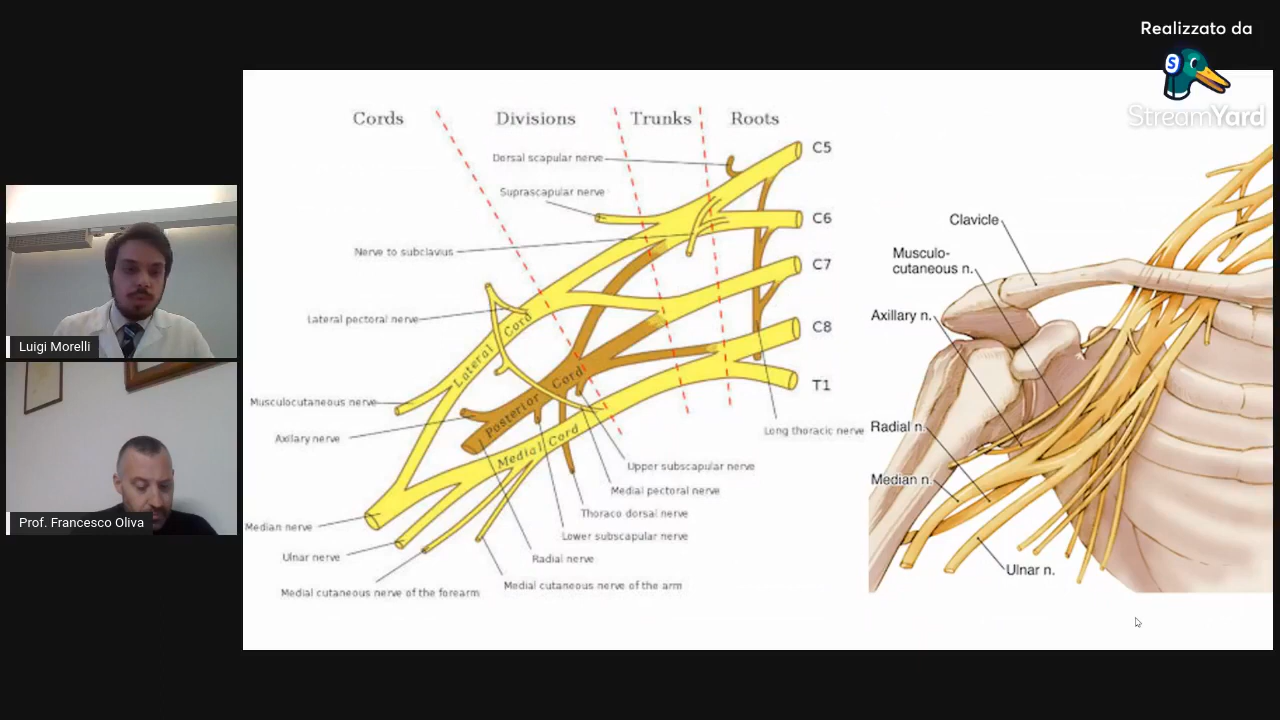 Realizzato da
S
StreamYard
Cords
Divisions
Trunks
Roots
Dorsal scapular nerve
C5
Suprascapular nerve
C6
Nerve to subclavius
C7
Lateral pectoral nerve
Lateral Cord
C8
Musculocutaneous nerve
Posterior Cord
T1
Axillary nerve
Medial Cord
Long thoracic nerve
Upper subscapular nerve
Medial pectoral nerve
Thoraco dorsal nerve
Median nerve
Lower subscapular nerve
Ulnar nerve
Radial nerve
Medial cutaneous nerve of the arm
Medial cutaneous nerve of the forearm
Clavicle
Musculo-
cutaneous n.
Axillary n.
Radial n.
Median n.
Ulnar n.
Luigi Morelli
Prof. Francesco Oliva